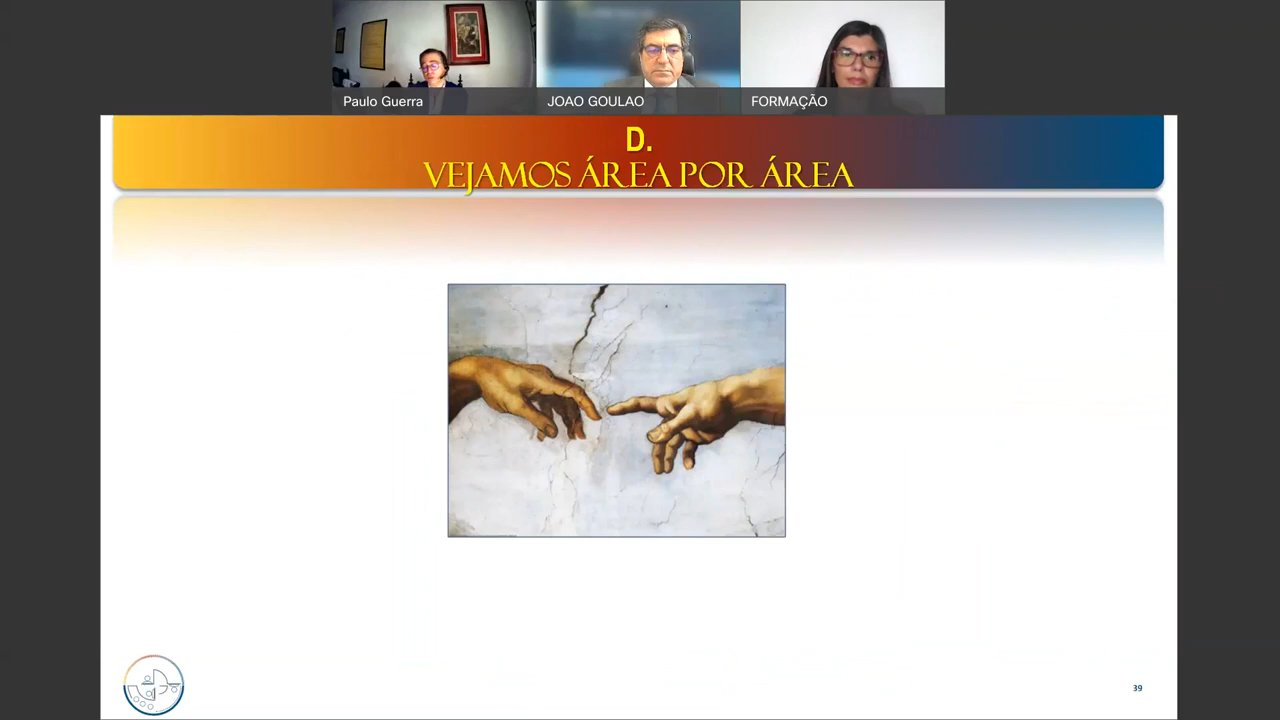 Paulo Guerra
JOAO GOULAO
FORMAÇÃO
D.
VEJAMOS ÁREA POR ÁREA
39